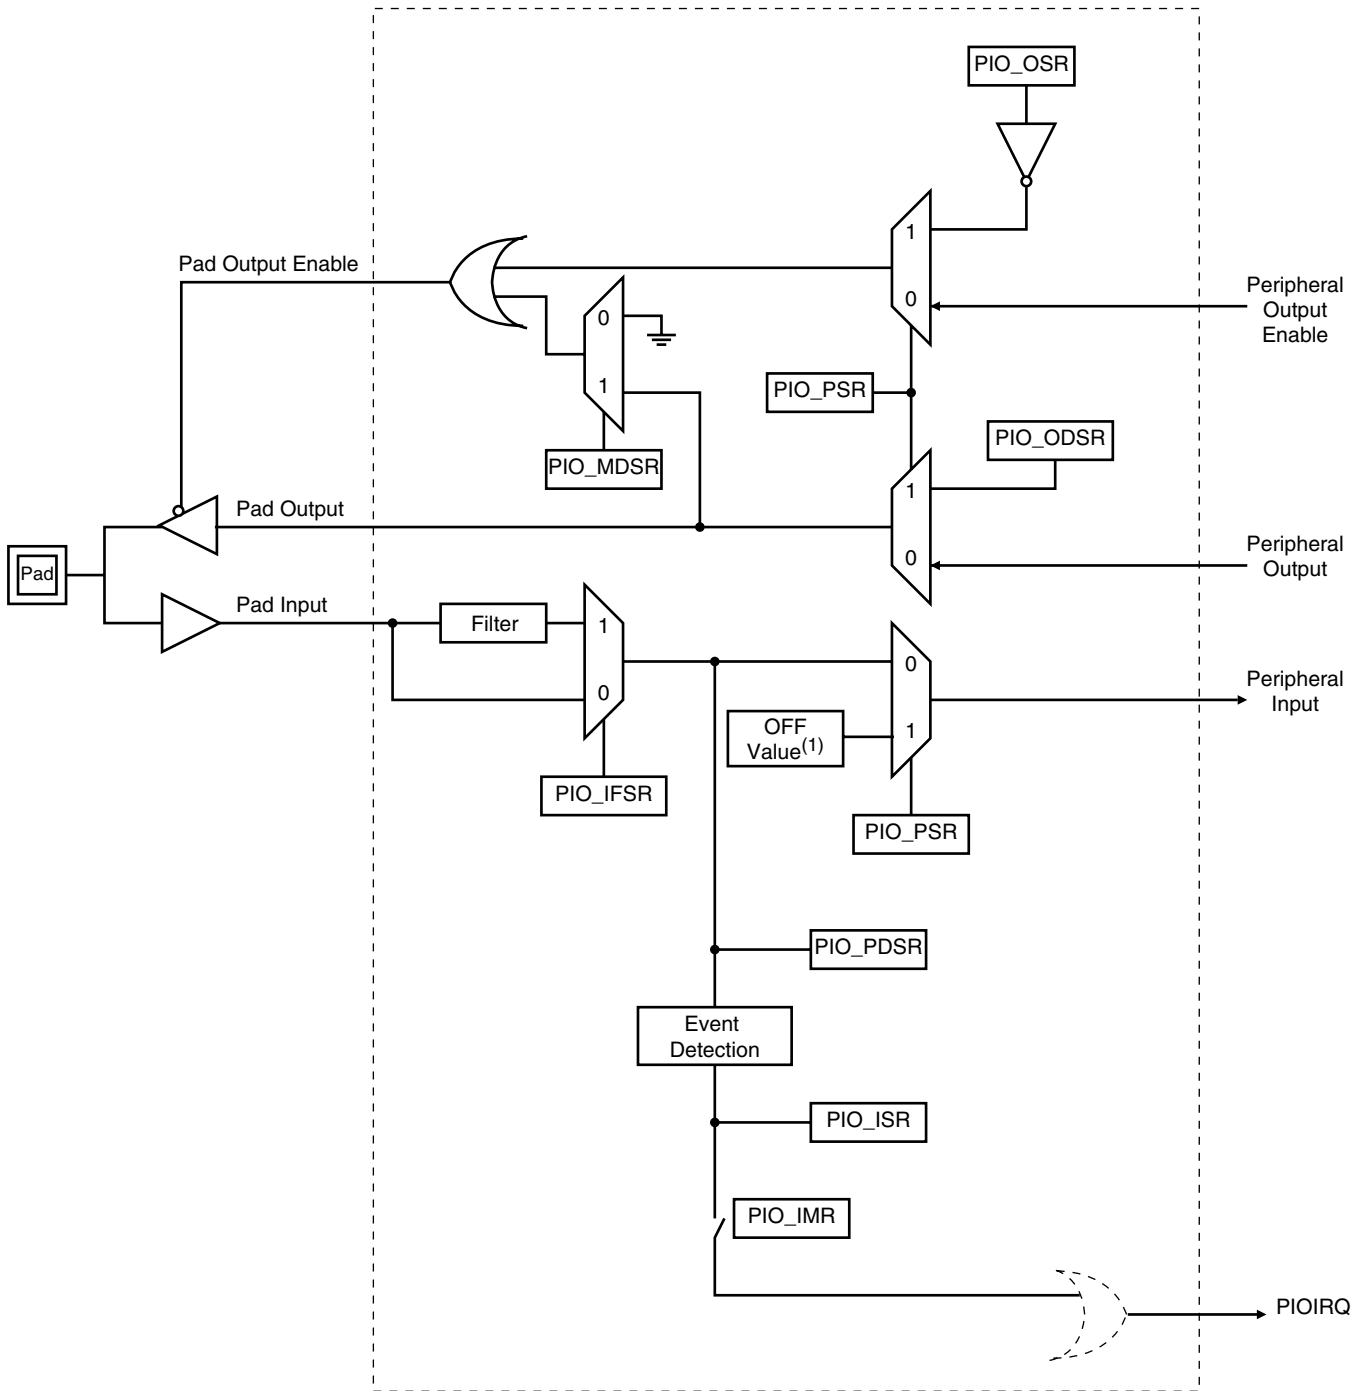 PIO_OSR
1
Pad Output Enable
0
Peripheral
Output
Enable
0
1
PIO_PSR
PIO_MDSR
PIO_ODSR
1
Pad Output
0
Peripheral
Output
Pad
Pad Input
Filter
1
0
0
Peripheral
Input
OFF
Value(1)
1
PIO_IFSR
PIO_PSR
PIO_PDSR
Event
Detection
PIO_ISR
PIO_IMR
PIOIRQ